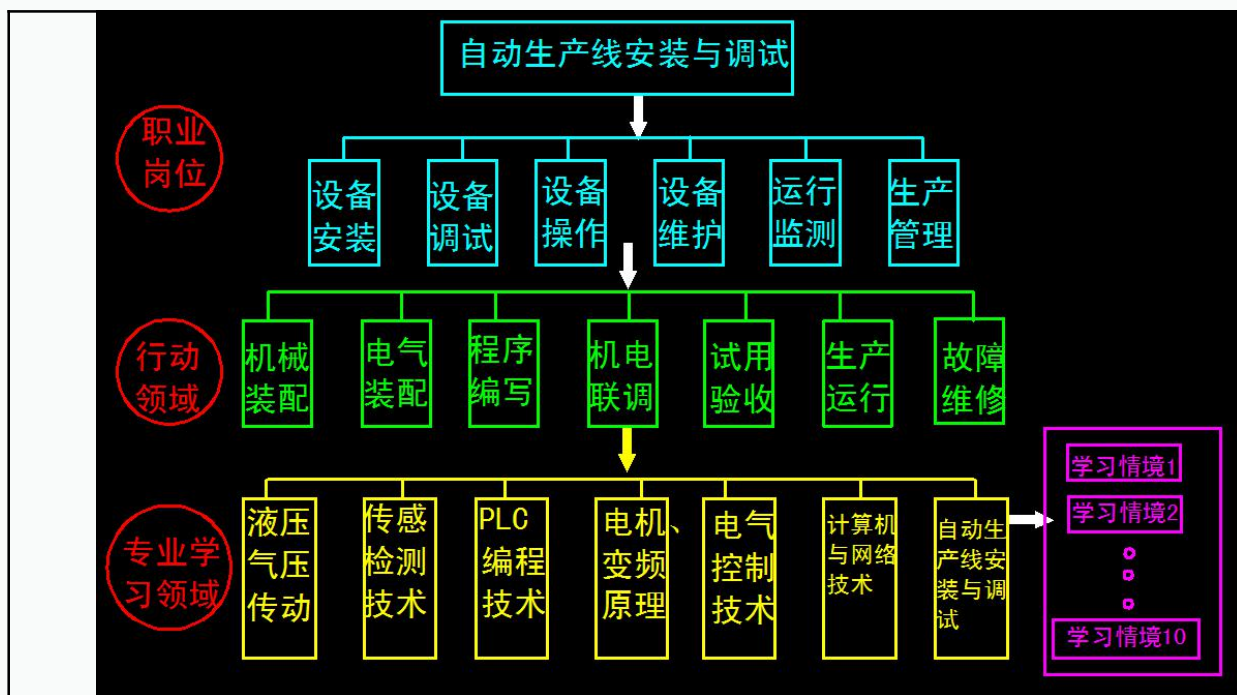 自动生产线安装与调试
职业
岗位
设备
安装
设备
调试
设备
操作
设备
维护
运行
监测
生产
管理
行动
领域
机械
装配
电气
装配
程序
编写
机电
联调
试用
验收
生产
运行
故障
维修
专业学
习领域
液压
气压
传动
传感
检测
技术
PLC
编程
技术
电机、
变频
原理
电气
控制
技术
计算机
与网络
技术
自动生
产线安
装与调
试
学习情境1
学习情境2
学习情境10